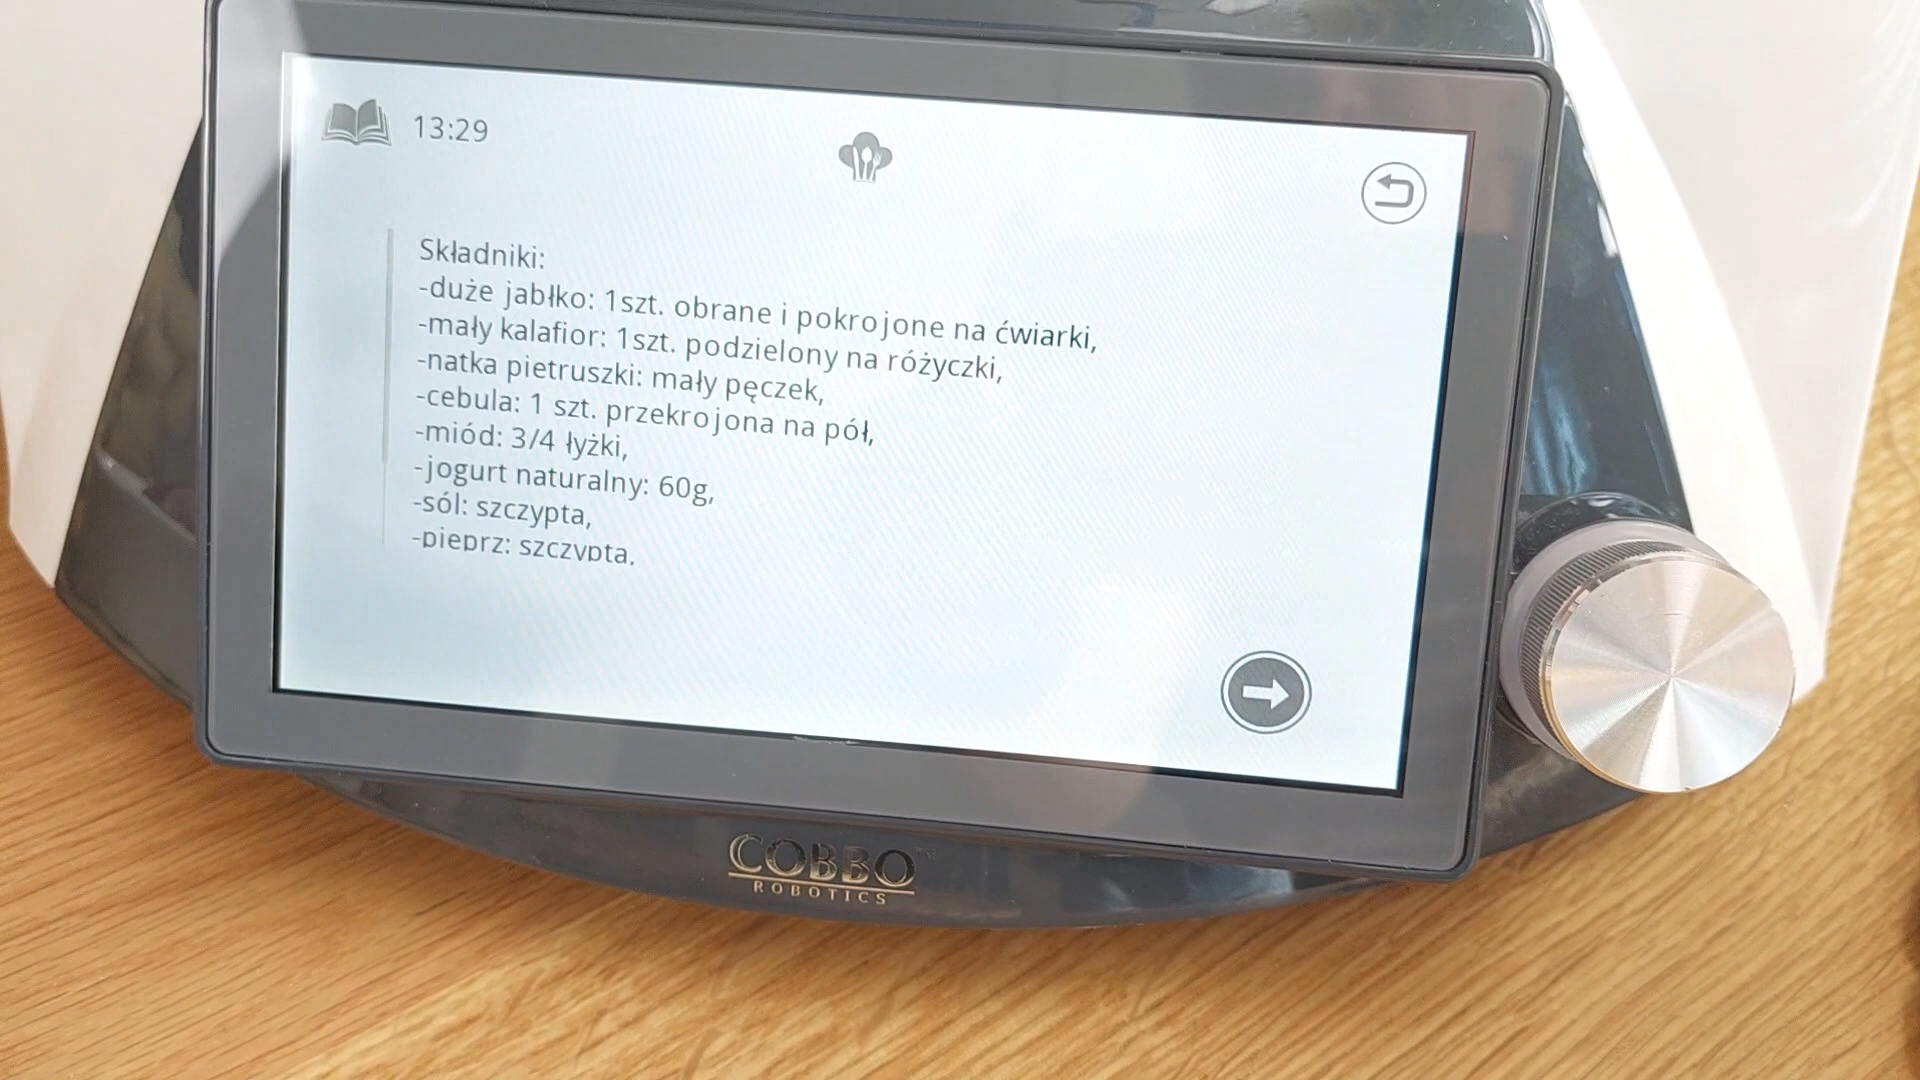 13:29
Składniki:
-duże jabłko: 1szt. obrane i pokrojone na ćwiarki,
-mały kalafior: 1szt. podzielony na różyczki,
-natka pietruszki: mały pęczek,
-cebula: 1 szt. przekrojona na pół,
-miód: 3/4 łyżki,
-jogurt naturalny: 60g,
-sól: szczypta,
-pieprz: szczypta.
COBBO
ROBOTICS